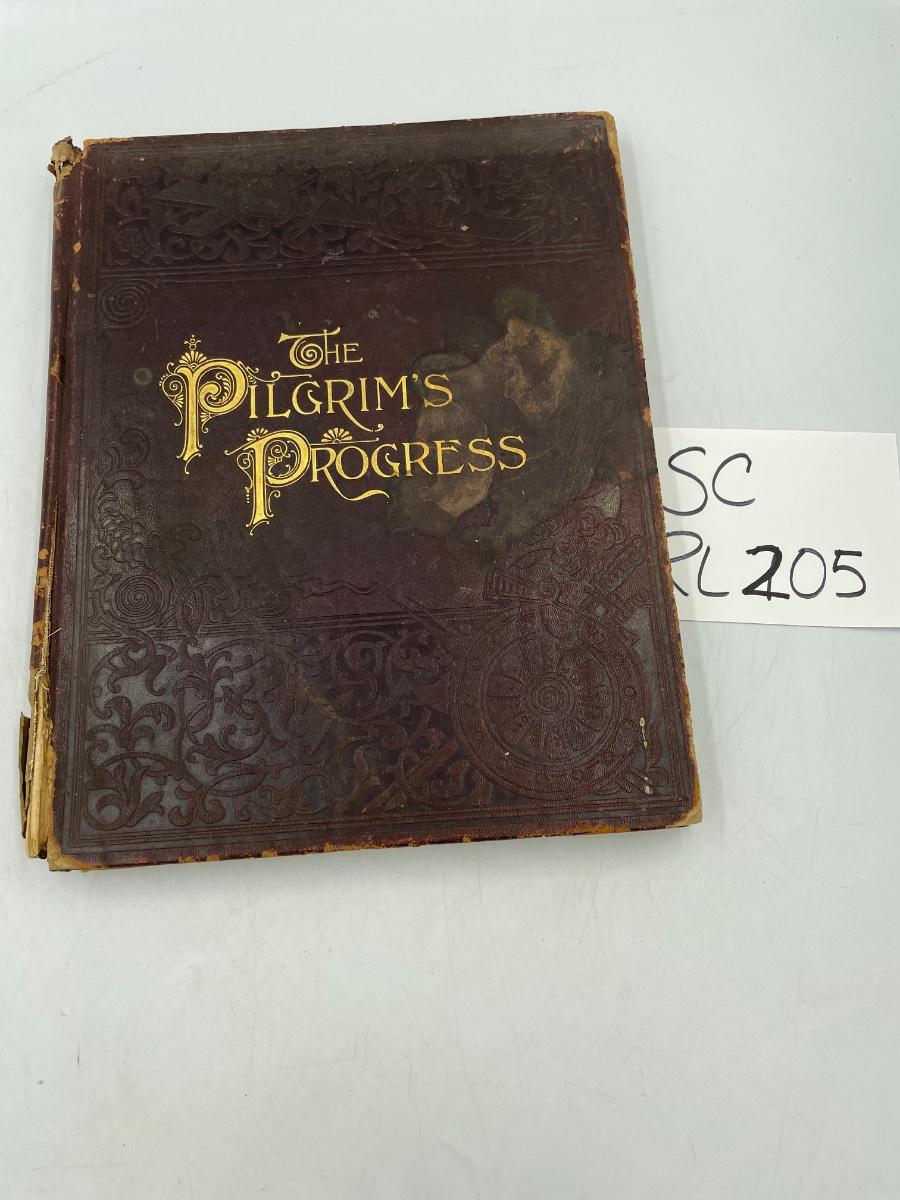 THE
PILGRIM'S
PROGRESS
SC
RL205